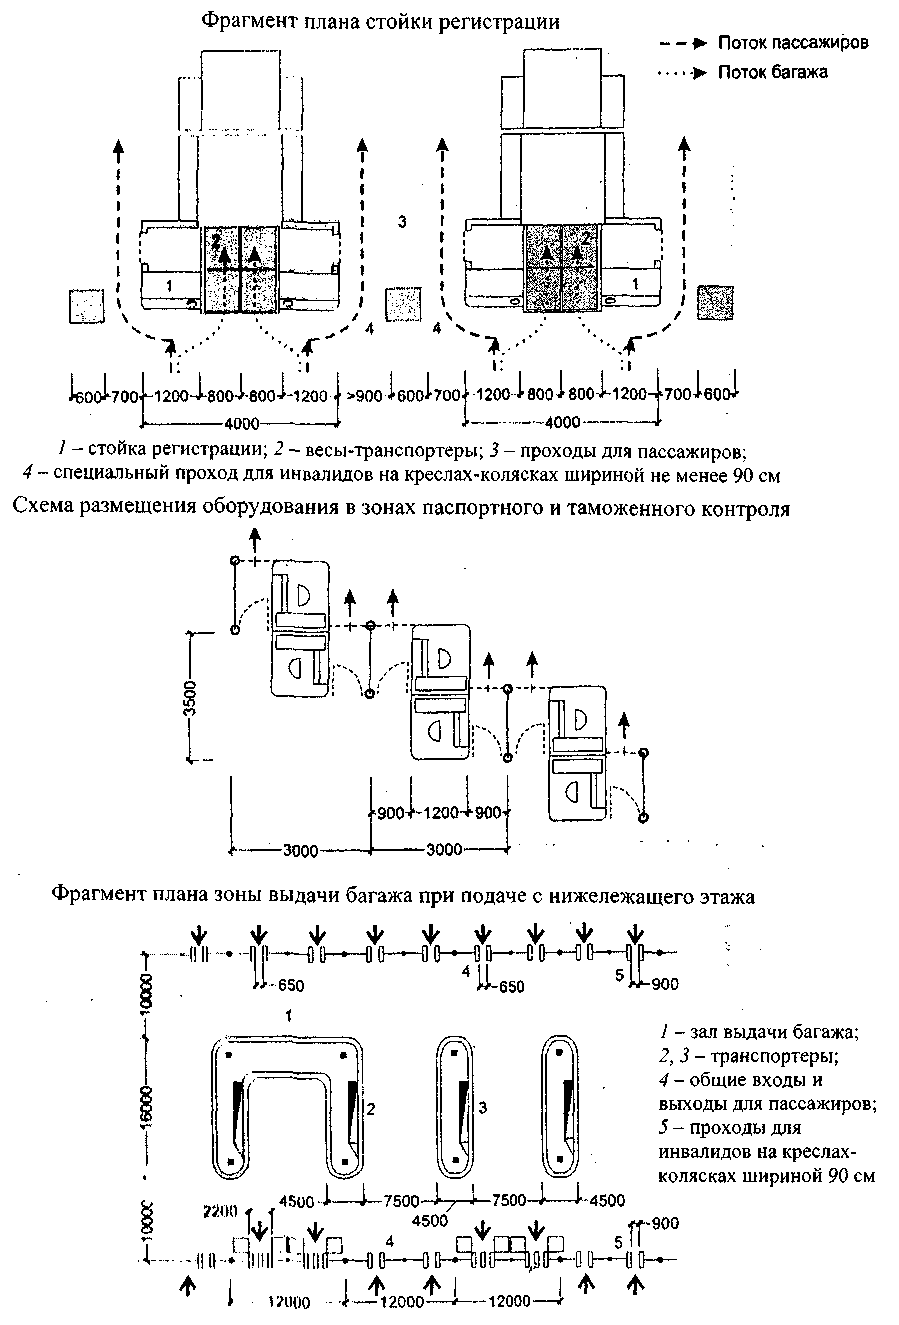 Фрагмент плана стойки регистрации
Поток пассажиров
Поток багажа
3
2
2
1
1
4
4
600 700 1200 800 800 1200 >900 600 700 1200 800 800 1200 700 600
4000
4000
1 – стойка регистрации; 2 – весы-транспортеры; 3 – проходы для пассажиров;
4 – специальный проход для инвалидов на креслах-колясках шириной не менее 90 см
Схема размещения оборудования в зонах паспортного и таможенного контроля
3500
900 1200 900
3000
3000
Фрагмент плана зоны выдачи багажа при подаче с нижележащего этажа
4
5
650
650
900
10000
1
1 – зал выдачи багажа;
2, 3 – транспортеры;
4 – общие входы и
выходы для пассажиров;
5 – проходы для
инвалидов на креслах-
колясках шириной 90 см
16000
2
3
4500 7500 7500 4500
4500
2200
10000
900
4
5
12000 12000 12000